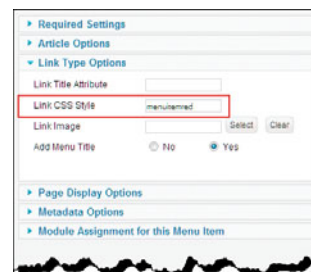 Required Settings
Article Options
Link Type Options
Link Title Attribute
Link CSS Style menuitemred
Link Image Select Clear
Add Menu Title No Yes
Page Display Options
Metadata Options
Module Assignment for this Menu Item